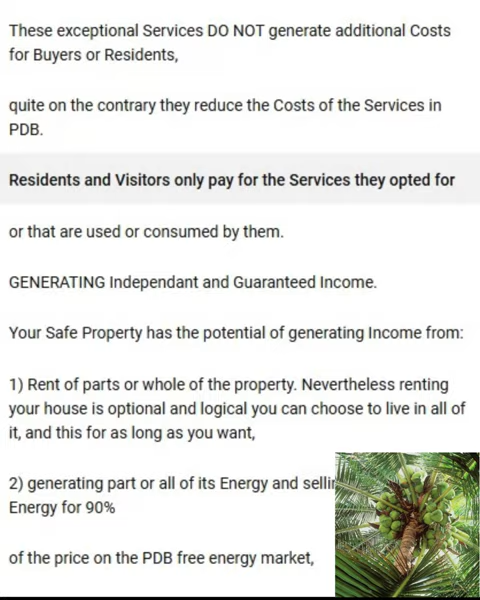 These exceptional Services DO NOT generate additional Costs
for Buyers or Residents,
quite on the contrary they reduce the Costs of the Services in
PDB.
Residents and Visitors only pay for the Services they opted for
or that are used or consumed by them.
GENERATING Independant and Guaranteed Income.
Your Safe Property has the potential of generating Income from:
1) Rent of parts or whole of the property. Nevertheless renting
your house is optional and logical you can choose to live in all of
it, and this for as long as you want,
2) generating part or all of its Energy and
Energy for 90%
of the price on the PDB free energy market,